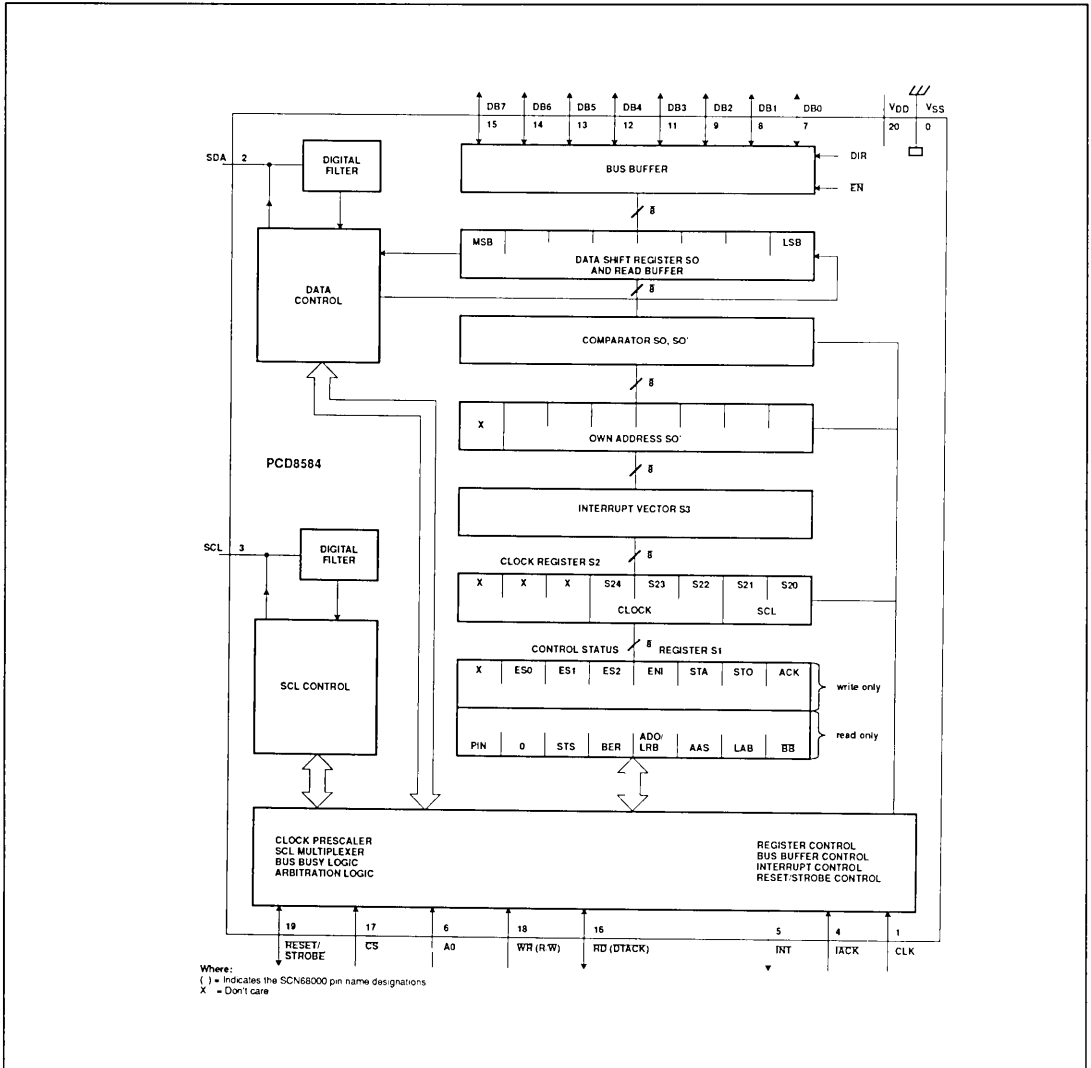 DB7 DB6 DB5 DB4 DB3 DB2 DB1 DB0 VDD VSS
15 14 13 12 11 9 8 7 20 0
SDA 2
DIGITAL
FILTER
BUS BUFFER
DIR
EN
8
MSB LSB
DATA SHIFT REGISTER SO
AND READ BUFFER
DATA
CONTROL
8
COMPARATOR SO, SO'
8
X
OWN ADDRESS SO'
PCD8584
8
INTERRUPT VECTOR S3
SCL 3
DIGITAL
FILTER
CLOCK REGISTER S2 8
X X X S24 S23 S22 S21 S20
CLOCK SCL
CONTROL STATUS 8 REGISTER S1
X ES0 ES1 ES2 ENI STA STO ACK
write only
SCL CONTROL
PIN 0 STS BER ADO/ LRB AAS LAB BB
read only
CLOCK PRESCALER
SCL MULTIPLEXER
BUS BUSY LOGIC
ARBITRATION LOGIC
REGISTER CONTROL
BUS BUFFER CONTROL
INTERRUPT CONTROL
RESET/STROBE CONTROL
19 17 6 18 16 5 4 1
RESET/ STROBE CS A0 WR (R/W) RD (DTACK) INT IACK CLK
Where:
( ) = Indicates the SCN68000 pin name designations
X = Don't care